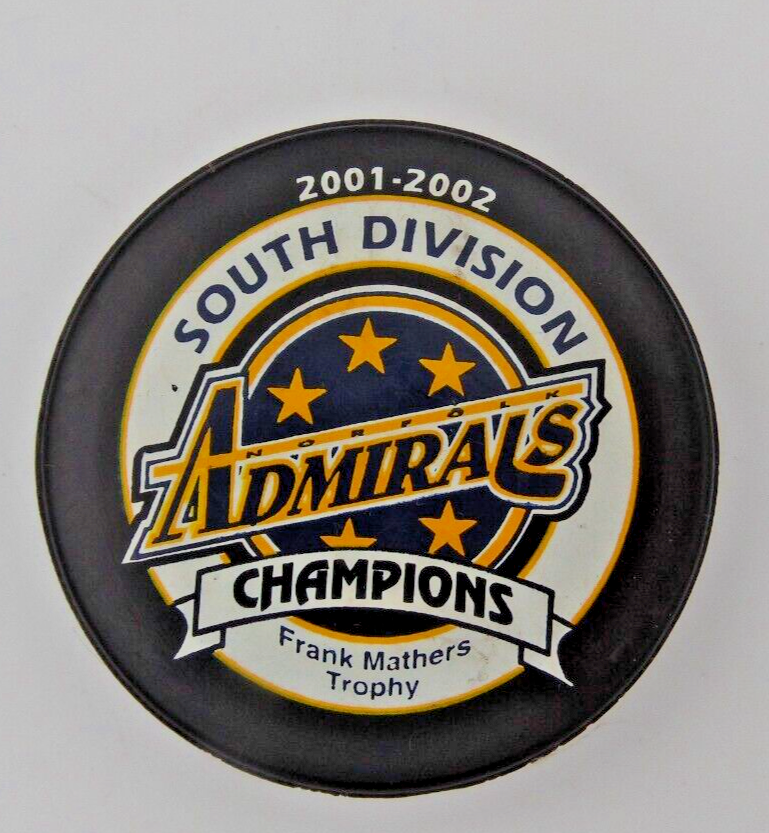 2001-2002
SOUTH DIVISION
NORFOLK
ADMIRALS
CHAMPIONS
Frank Mathers
Trophy